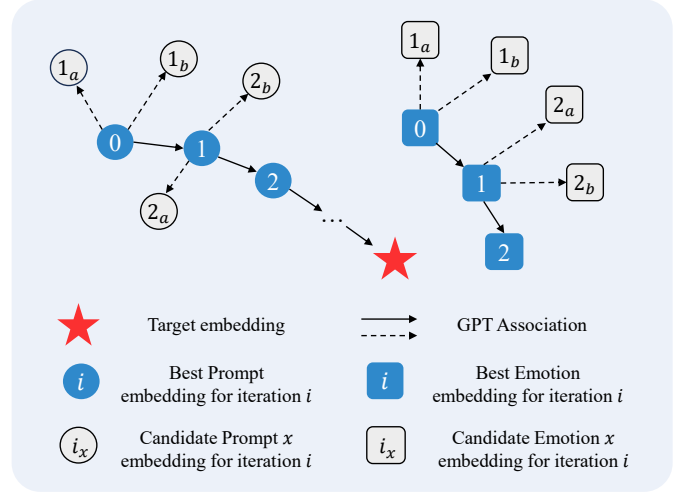 1a
1b
2b
0
1
2
2a
...
1a
1b
2a
0
1
2b
2
Target embedding
GPT Association
i
Best Prompt
embedding for iteration i
i
Best Emotion
embedding for iteration i
ix
Candidate Prompt x
embedding for iteration i
ix
Candidate Emotion x
embedding for iteration i